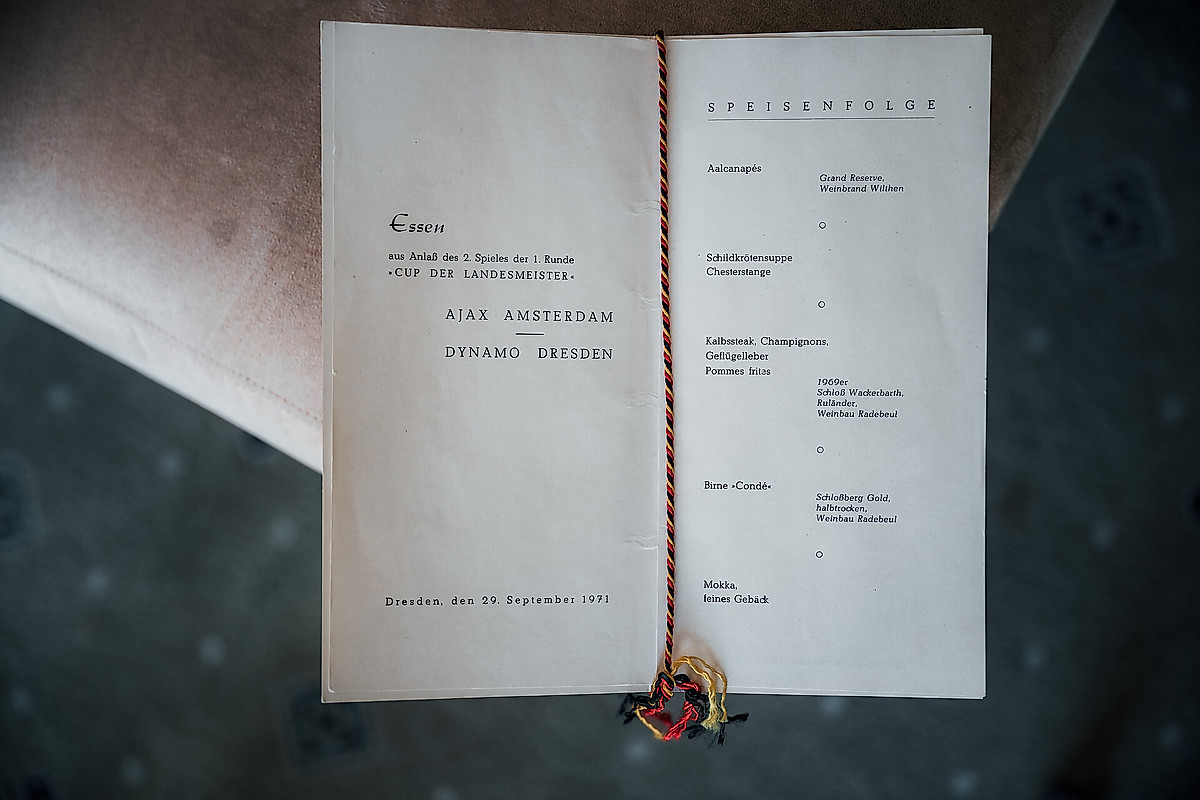 Essen
aus Anlaß des 2. Spieles der 1. Runde
»CUP DER LANDESMEISTER«
AJAX AMSTERDAM
—
DYNAMO DRESDEN
Dresden, den 29. September 1971
SPEISENFOLGE
Aalcanapés
Grand Reserve,
Weinbrand Wilthen
Schildkrötensuppe
Chesterstange
Kalbssteak, Champignons,
Geflügelleber
Pommes frites
1969er
Schloß Wackerbarth,
Ruländer,
Weinbau Radebeul
Birne »Condé«
Schloßberg Gold,
halbtrocken,
Weinbau Radebeul
Mokka,
feines Gebäck